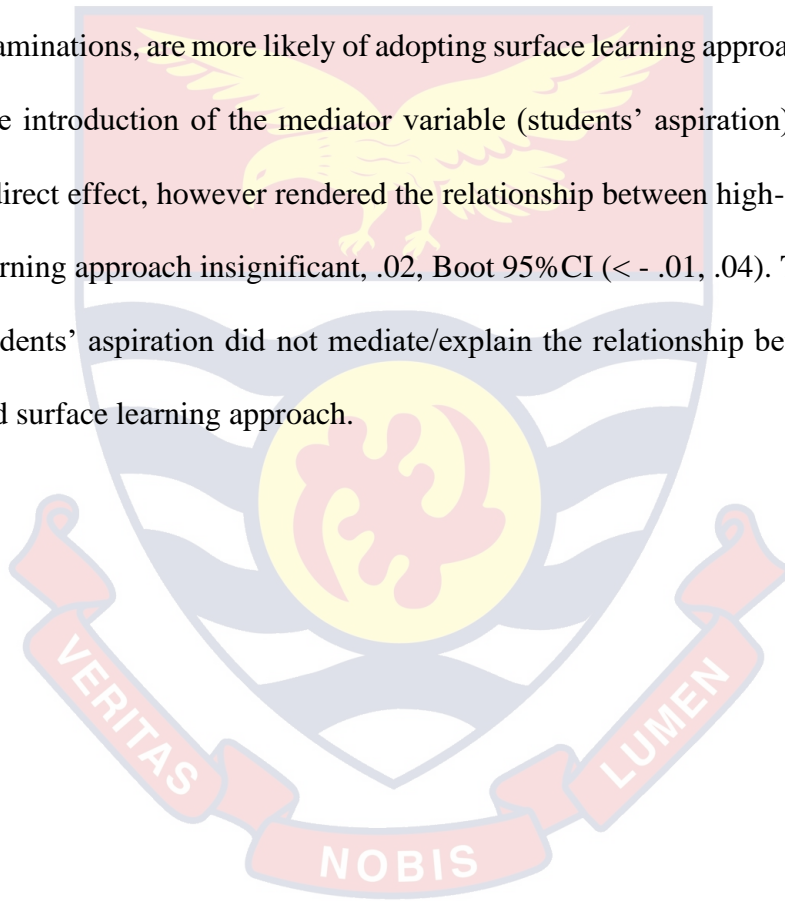 aminations, are more likely of adopting surface learning approa
e introduction of the mediator variable (students’ aspiration)
direct effect, however rendered the relationship between high-
rning approach insignificant, .02, Boot 95%CI (< - .01, .04).
dents’ aspiration did not mediate/explain the relationship be
d surface learning approach.
VERITAS
NOBIS
LUMEN